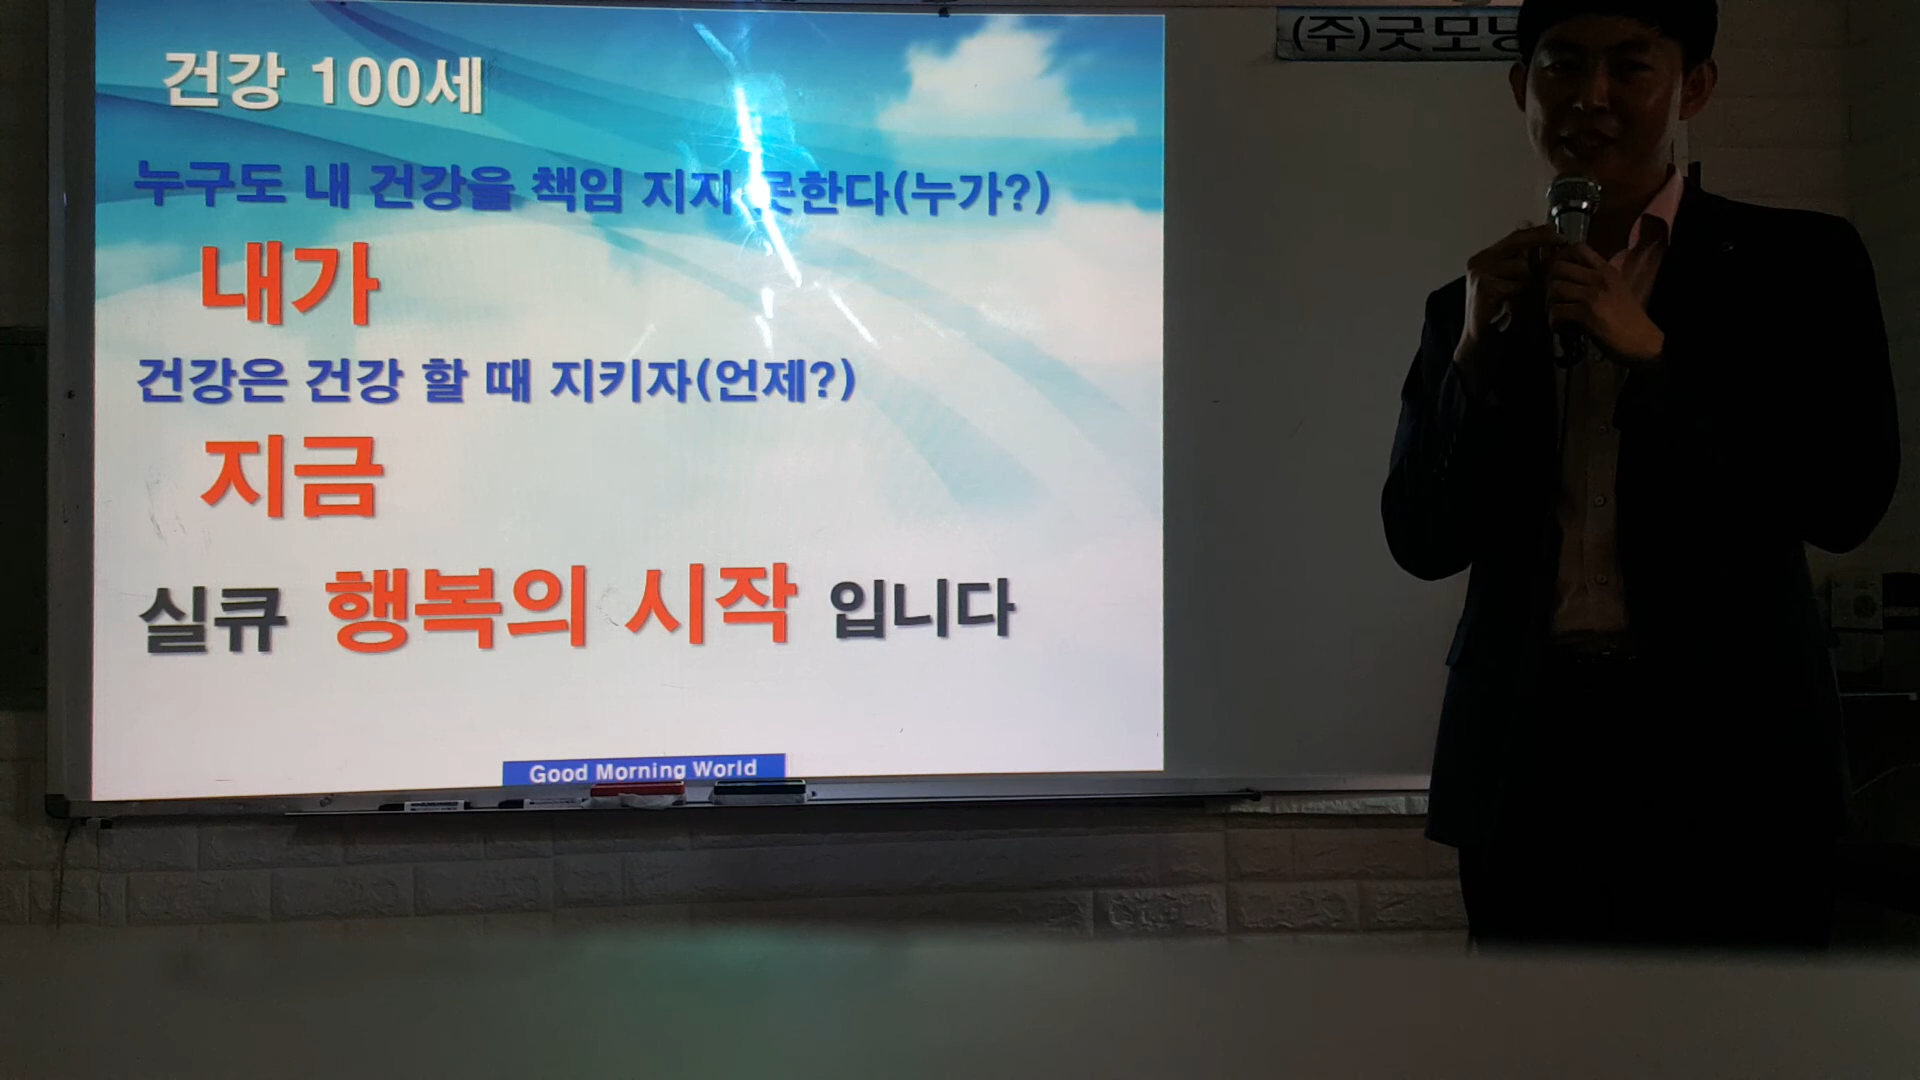 건강 100세
누구도 내 건강을 책임 지지 못한다(누가?)
내가
건강은 건강 할 때 지키자(언제?)
지금
실큐 행복의 시작 입니다
Good Morning World
(주)굿모닝